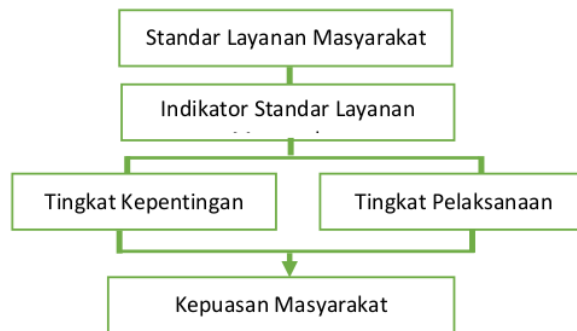 Standar Layanan Masyarakat
Indikator Standar Layanan
Tingkat Kepentingan
Tingkat Pelaksanaan
Kepuasan Masyarakat